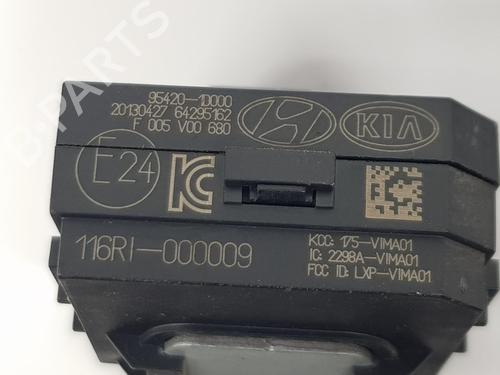 B-PARTS
95420-1D000
20130427 64295162
F 005 V00 680
KIA
E24
KC
116RI-000009
KCC: 175-VIMA01
IC: 2298A-VIMA01
FCC ID: LXP-VIMA01